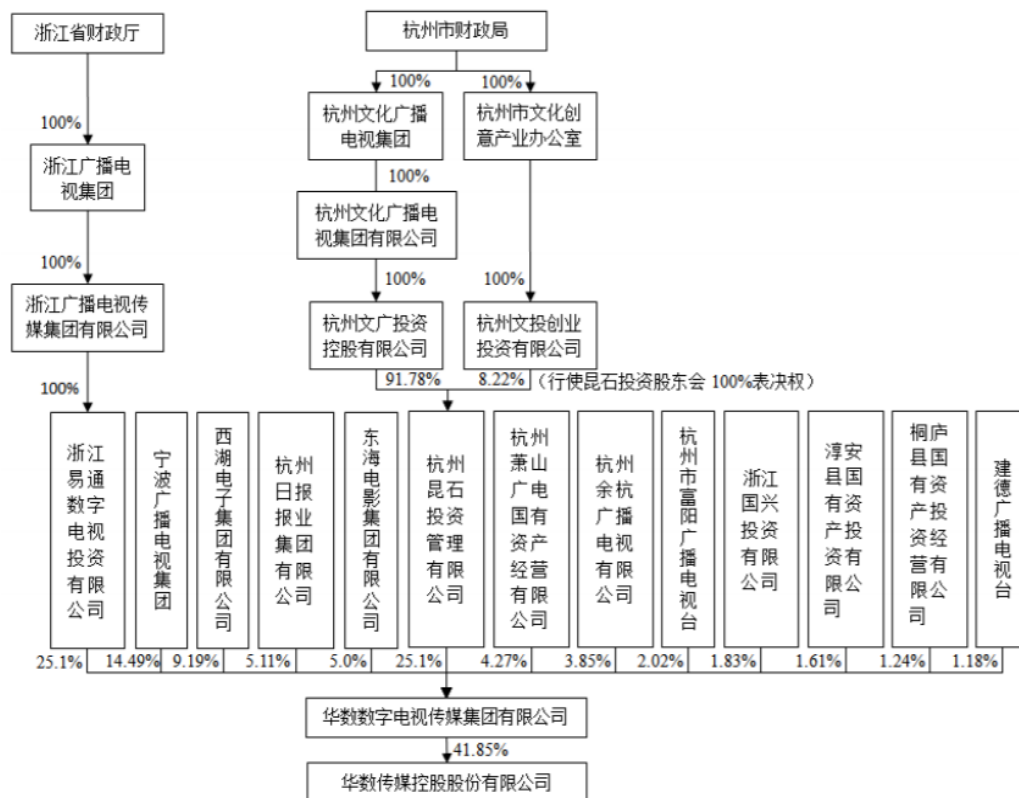 浙江省财政厅
杭州市财政局
100%
100%
杭州文化广播
电视集团
杭州市文化创
意产业办公室
100%
浙江广播电
视集团
100%
杭州文化广播电
视集团有限公司
100%
100%
100%
浙江广播电视传
媒集团有限公司
杭州文广投资
控股有限公司
杭州文投创业
投资有限公司
100%
91.78%
8.22%
（行使昆石投资股东会 100%表决权）
浙江易通数字电视投资有限公司
宁波广播电视集团
西湖电子集团有限公司
杭州日报报业集团有限公司
东海电影集团有限公司
杭州昆石投资管理有限公司
杭州萧山广电国有资产经营有限公司
杭州余杭广播电视有限公司
杭州市富阳广播电视台
浙江国兴投资有限公司
淳安县国有资产投资有限公司
桐庐县国有资产投资经营有限公司
建德广播电视台
25.1%
14.49%
9.19%
5.11%
5.0%
25.1%
4.27%
3.85%
2.02%
1.83%
1.61%
1.24%
1.18%
华数数字电视传媒集团有限公司
41.85%
华数传媒控股股份有限公司